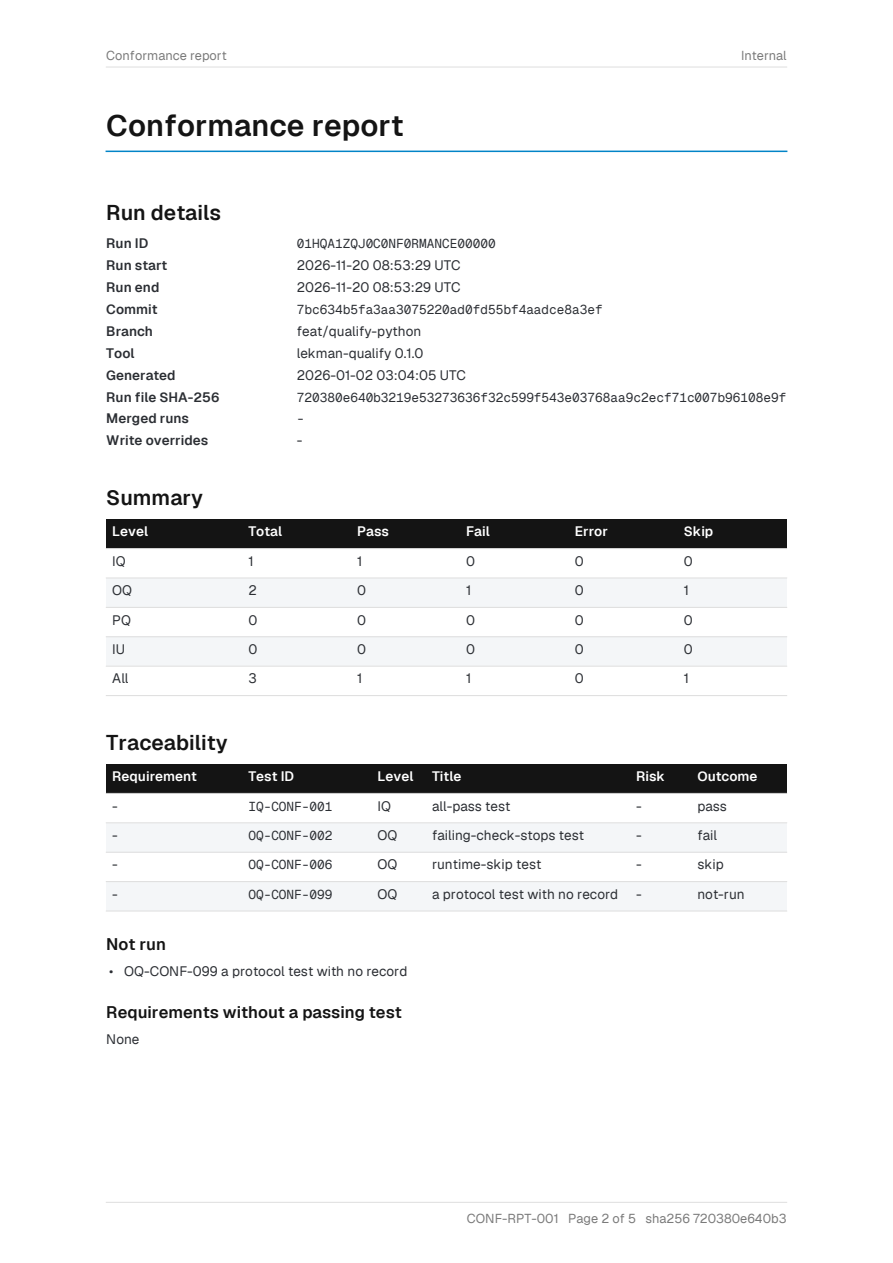 Conformance report Internal
Conformance report
Run details
Run ID 01HQA1ZQJ0C0NF0RMANCE00000
Run start 2026-11-20 08:53:29 UTC
Run end 2026-11-20 08:53:29 UTC
Commit 7bc634b5fa3aa3075220ad0fd55bf4aadce8a3ef
Branch feat/qualify-python
Tool lekman-qualify 0.1.0
Generated 2026-01-02 03:04:05 UTC
Run file SHA-256 720380e640b3219e53273636f32c599f543e03768aa9c2ecf71c007b96108e9f
Merged runs -
Write overrides -
Summary
Level Total Pass Fail Error Skip
IQ 1 1 0 0 0
OQ 2 0 1 0 1
PQ 0 0 0 0 0
IU 0 0 0 0 0
All 3 1 1 0 1
Traceability
Requirement Test ID Level Title Risk Outcome
- IQ-CONF-001 IQ all-pass test - pass
- OQ-CONF-002 OQ failing-check-stops test - fail
- OQ-CONF-006 OQ runtime-skip test - skip
- OQ-CONF-099 OQ a protocol test with no record - not-run
Not run
• OQ-CONF-099 a protocol test with no record
Requirements without a passing test
None
CONF-RPT-001 Page 2 of 5 sha256 720380e640b3